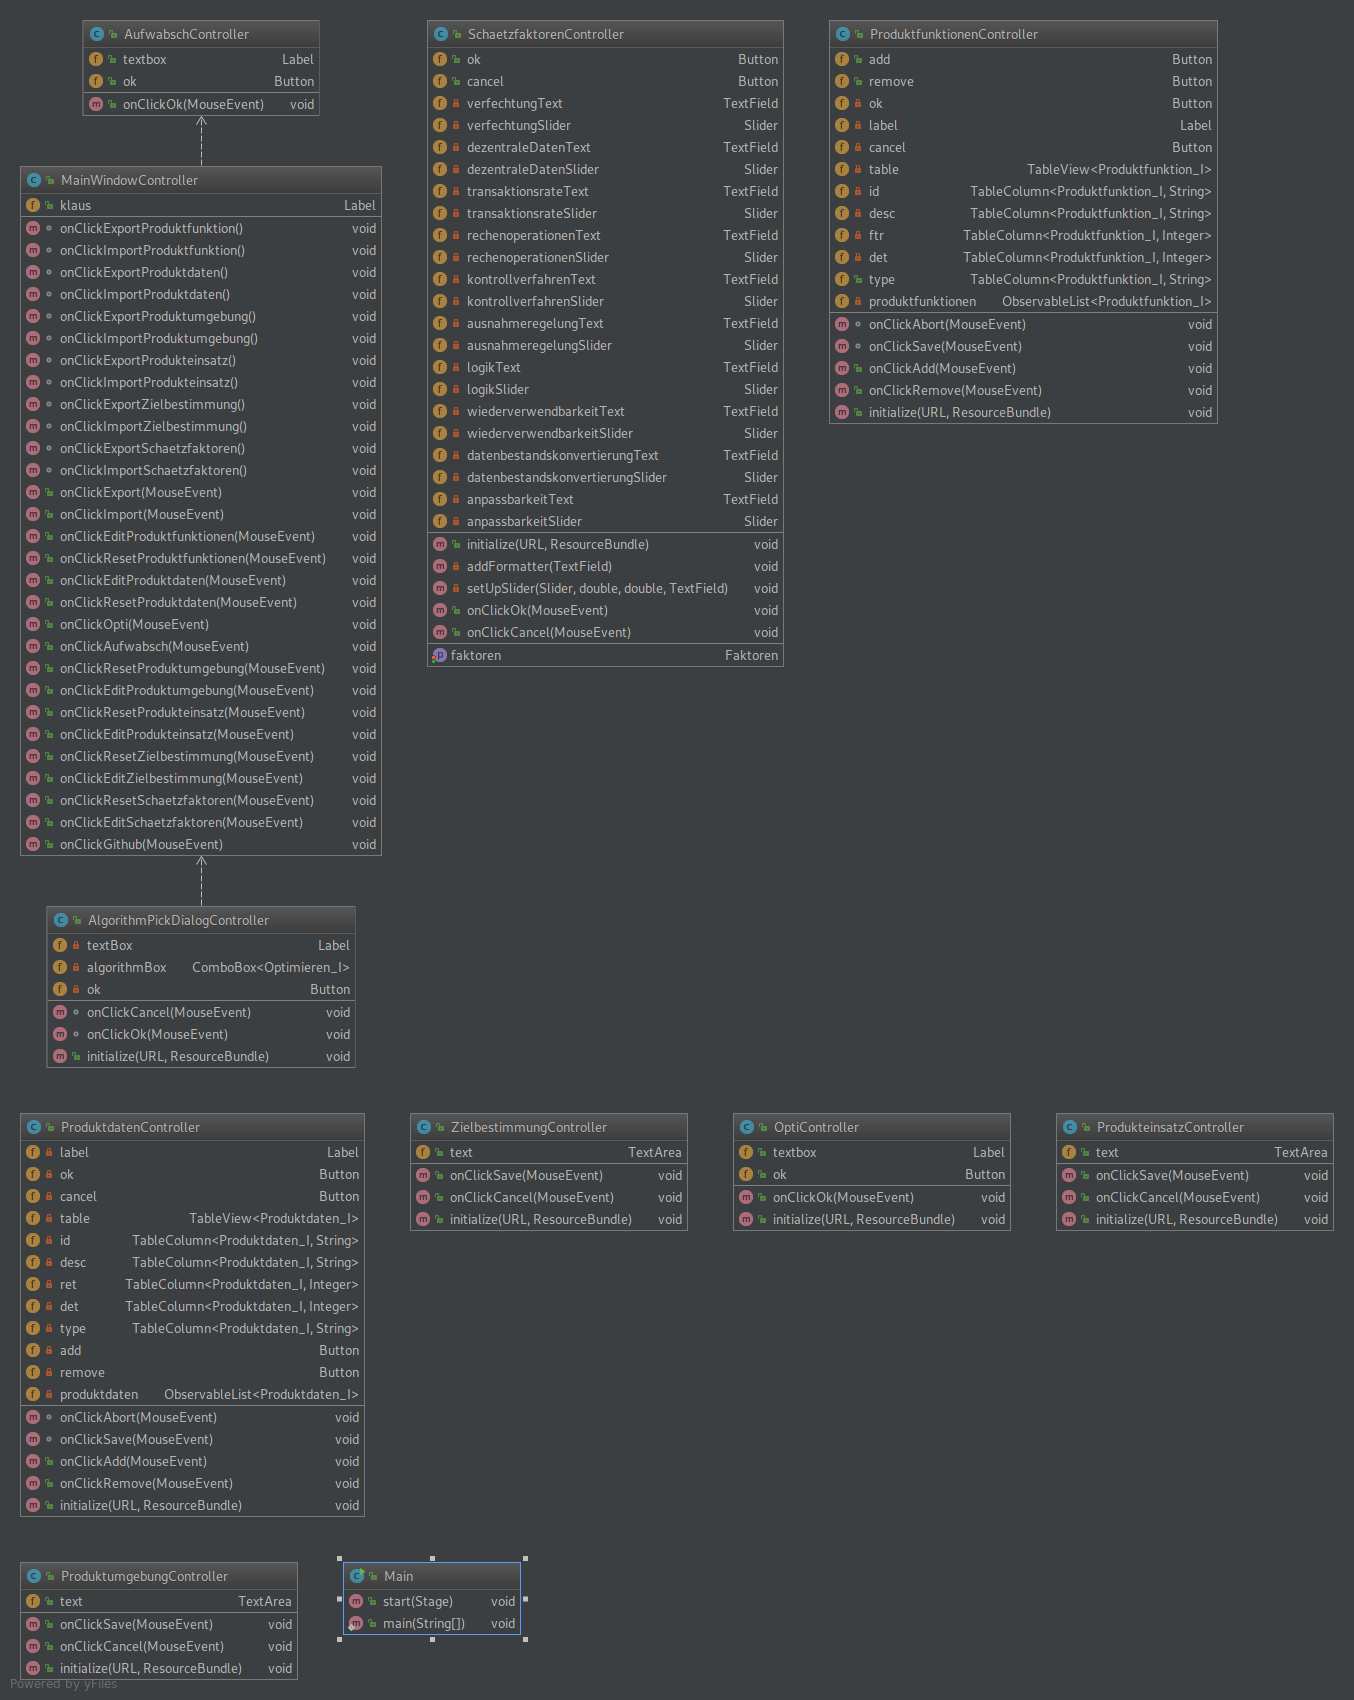 AufwabschController
textbox Label
ok Button
onClickOk(MouseEvent) void
MainWindowController
klaus Label
onClickExportProduktfunktion() void
onClickImportProduktfunktion() void
onClickExportProduktdaten() void
onClickImportProduktdaten() void
onClickExportProduktumgebung() void
onClickImportProduktumgebung() void
onClickExportProdukteinsatz() void
onClickImportProdukteinsatz() void
onClickExportZielbestimmung() void
onClickImportZielbestimmung() void
onClickExportSchaetzfaktoren() void
onClickImportSchaetzfaktoren() void
onClickExport(MouseEvent) void
onClickImport(MouseEvent) void
onClickEditProduktfunktionen(MouseEvent) void
onClickResetProduktfunktionen(MouseEvent) void
onClickEditProduktdaten(MouseEvent) void
onClickResetProduktdaten(MouseEvent) void
onClickOpti(MouseEvent) void
onClickAufwabsch(MouseEvent) void
onClickResetProduktumgebung(MouseEvent) void
onClickEditProduktumgebung(MouseEvent) void
onClickResetProdukteinsatz(MouseEvent) void
onClickEditProdukteinsatz(MouseEvent) void
onClickResetZielbestimmung(MouseEvent) void
onClickEditZielbestimmung(MouseEvent) void
onClickResetSchaetzfaktoren(MouseEvent) void
onClickEditSchaetzfaktoren(MouseEvent) void
onClickGithub(MouseEvent) void
AlgorithmPickDialogController
textBox Label
algorithmBox ComboBox<Optimieren_I>
ok Button
onClickCancel(MouseEvent) void
onClickOk(MouseEvent) void
initialize(URL, ResourceBundle) void
SchaetzfaktorenController
ok Button
cancel Button
verfechtungText TextField
verfechtungSlider Slider
dezentraleDatenText TextField
dezentraleDatenSlider Slider
transaktionsrateText TextField
transaktionsrateSlider Slider
rechenoperationenText TextField
rechenoperationenSlider Slider
kontrollverfahrenText TextField
kontrollverfahrenSlider Slider
ausnahmeregelungText TextField
ausnahmeregelungSlider Slider
logikText TextField
logikSlider Slider
wiederverwendbarkeitText TextField
wiederverwendbarkeitSlider Slider
datenbestandskonvertierungText TextField
datenbestandskonvertierungSlider Slider
anpassbarkeitText TextField
anpassbarkeitSlider Slider
initialize(URL, ResourceBundle) void
addFormatter(TextField) void
setUpSlider(Slider, double, double, TextField) void
onClickOk(MouseEvent) void
onClickCancel(MouseEvent) void
faktoren Faktoren
ProduktfunktionenController
add Button
remove Button
ok Button
label Label
cancel Button
table TableView<Produktfunktion_I>
id TableColumn<Produktfunktion_I, String>
desc TableColumn<Produktfunktion_I, String>
ftr TableColumn<Produktfunktion_I, Integer>
det TableColumn<Produktfunktion_I, Integer>
type TableColumn<Produktfunktion_I, String>
produktfunktionen ObservableList<Produktfunktion_I>
onClickAbort(MouseEvent) void
onClickSave(MouseEvent) void
onClickAdd(MouseEvent) void
onClickRemove(MouseEvent) void
initialize(URL, ResourceBundle) void
ProduktdatenController
label Label
ok Button
cancel Button
table TableView<Produktdaten_I>
id TableColumn<Produktdaten_I, String>
desc TableColumn<Produktdaten_I, String>
ret TableColumn<Produktdaten_I, Integer>
det TableColumn<Produktdaten_I, Integer>
type TableColumn<Produktdaten_I, String>
add Button
remove Button
produktdaten ObservableList<Produktdaten_I>
onClickAbort(MouseEvent) void
onClickSave(MouseEvent) void
onClickAdd(MouseEvent) void
onClickRemove(MouseEvent) void
initialize(URL, ResourceBundle) void
ZielbestimmungController
text TextArea
onClickSave(MouseEvent) void
onClickCancel(MouseEvent) void
initialize(URL, ResourceBundle) void
OptiController
textbox Label
ok Button
onClickOk(MouseEvent) void
initialize(URL, ResourceBundle) void
ProdukteinsatzController
text TextArea
onClickSave(MouseEvent) void
onClickCancel(MouseEvent) void
initialize(URL, ResourceBundle) void
ProduktumgebungController
text TextArea
onClickSave(MouseEvent) void
onClickCancel(MouseEvent) void
initialize(URL, ResourceBundle) void
Main
start(Stage) void
main(String[]) void
Powered by yFiles